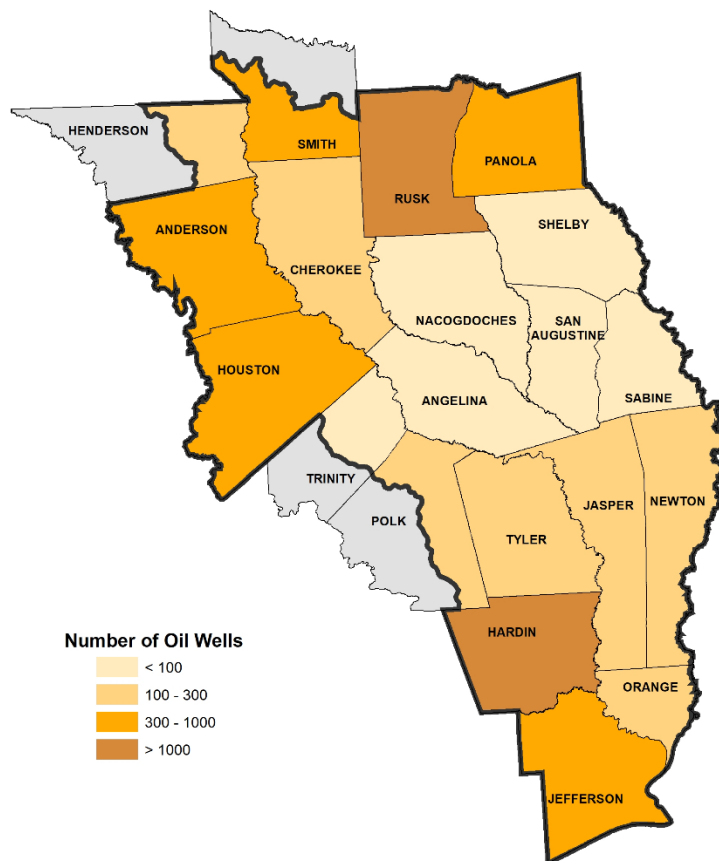 HENDERSON
SMITH
PANOLA
RUSK
SHELBY
ANDERSON
CHEROKEE
NACOGDOCHES
SAN
AUGUSTINE
HOUSTON
SABINE
ANGELINA
TRINITY
JASPER
NEWTON
POLK
TYLER
HARDIN
Number of Oil Wells
< 100
100 - 300
300 - 1000
> 1000
ORANGE
JEFFERSON